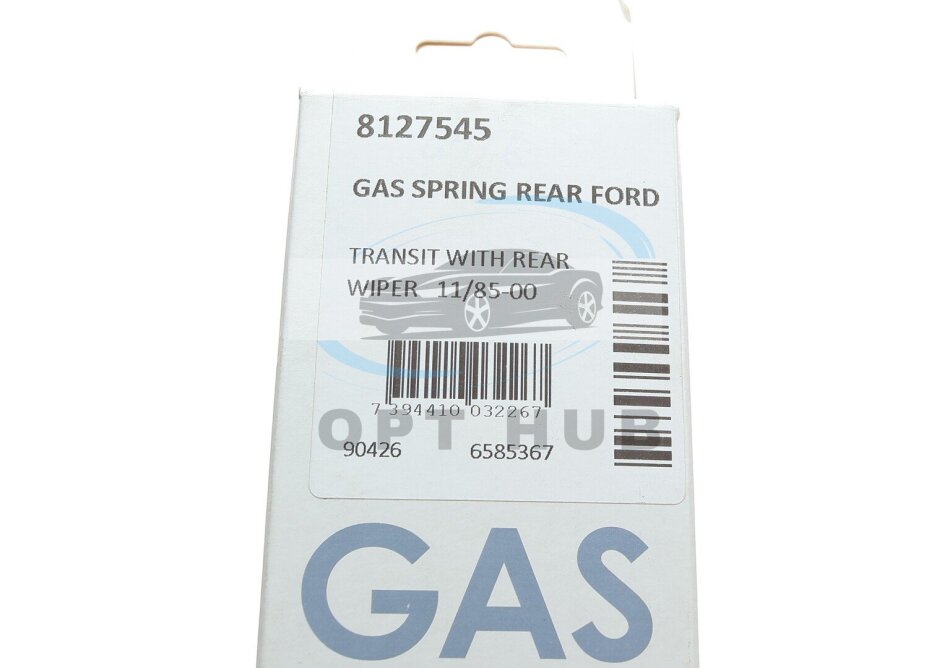 8127545
GAS SPRING REAR FORD
TRANSIT WITH REAR
WIPER 11/85-00
7 394410 032267
OPT HUB
90426 6585367
GAS